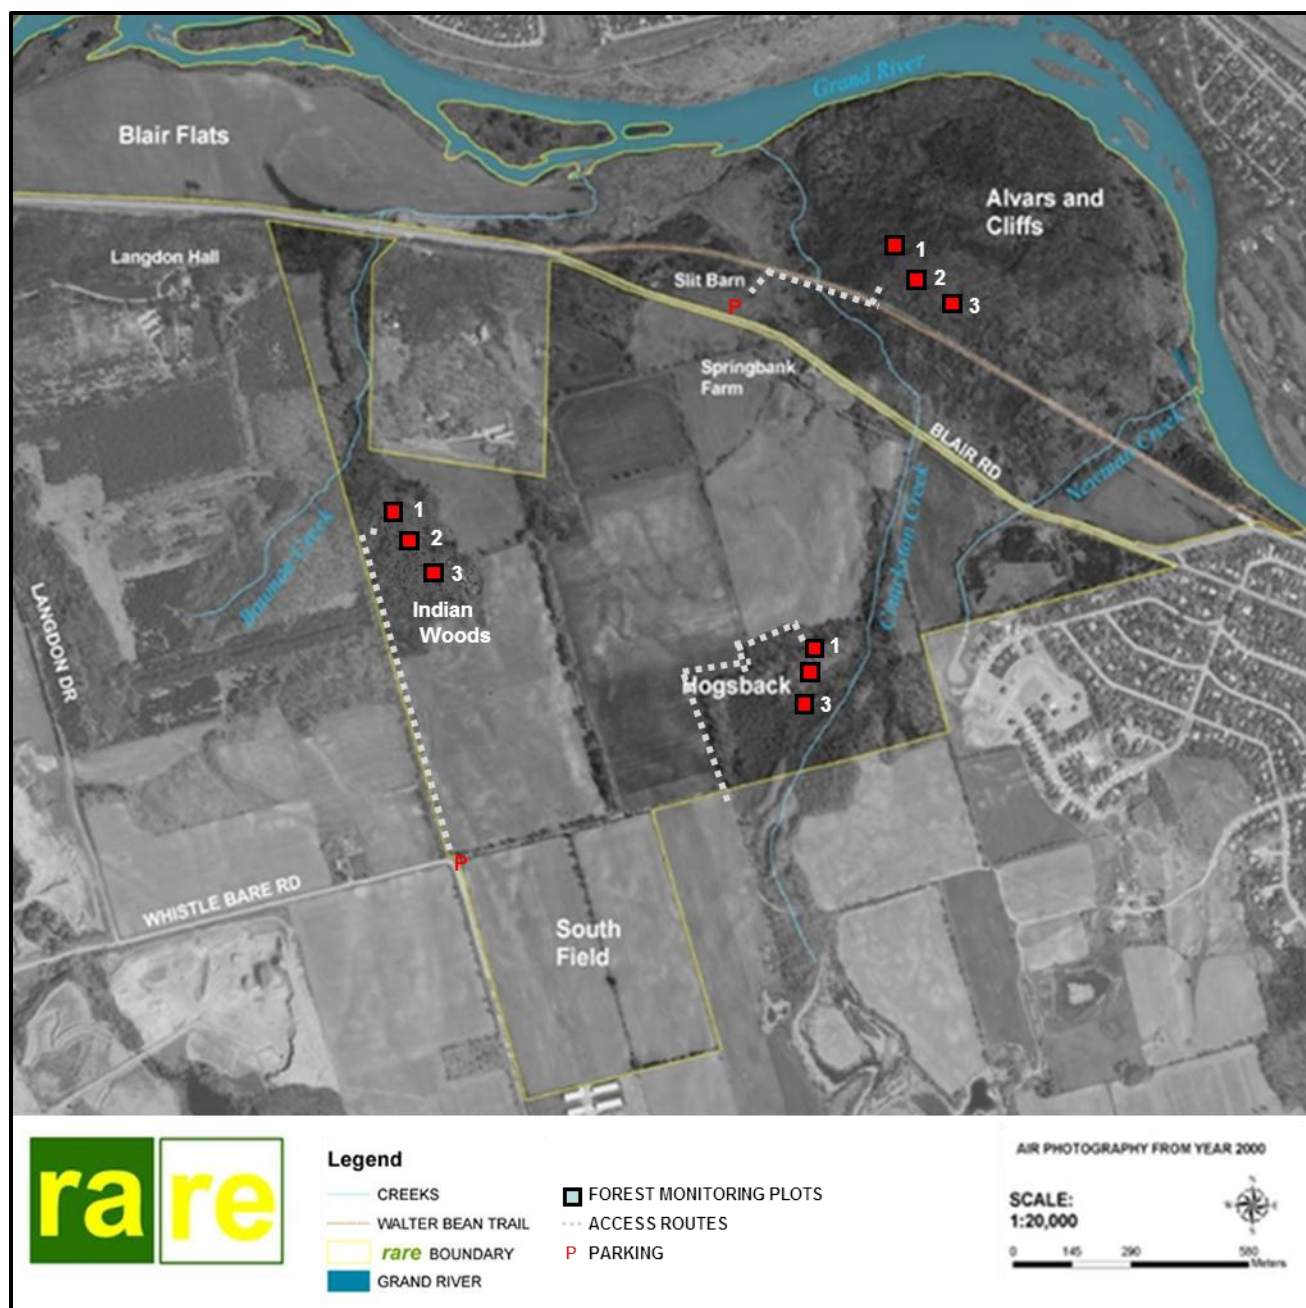 Grand River
Blair Flats
Alvars and
Cliffs
Langdon Hall
1
Slit Barn
2
3
P
Springbank
Farm
BLAIR RD
Newman Creek
1
2
3
Bauman Creek
Cruickston Creek
Indian
Woods
LANGDON DR
1
Hogsback
3
P
WHISTLE BARE RD
South
Field
rare
Legend
CREEKS
WALTER BEAN TRAIL
rare BOUNDARY
GRAND RIVER
FOREST MONITORING PLOTS
ACCESS ROUTES
P PARKING
AIR PHOTOGRAPHY FROM YEAR 2000
SCALE:
1:20,000
0 145 290 580
Meters